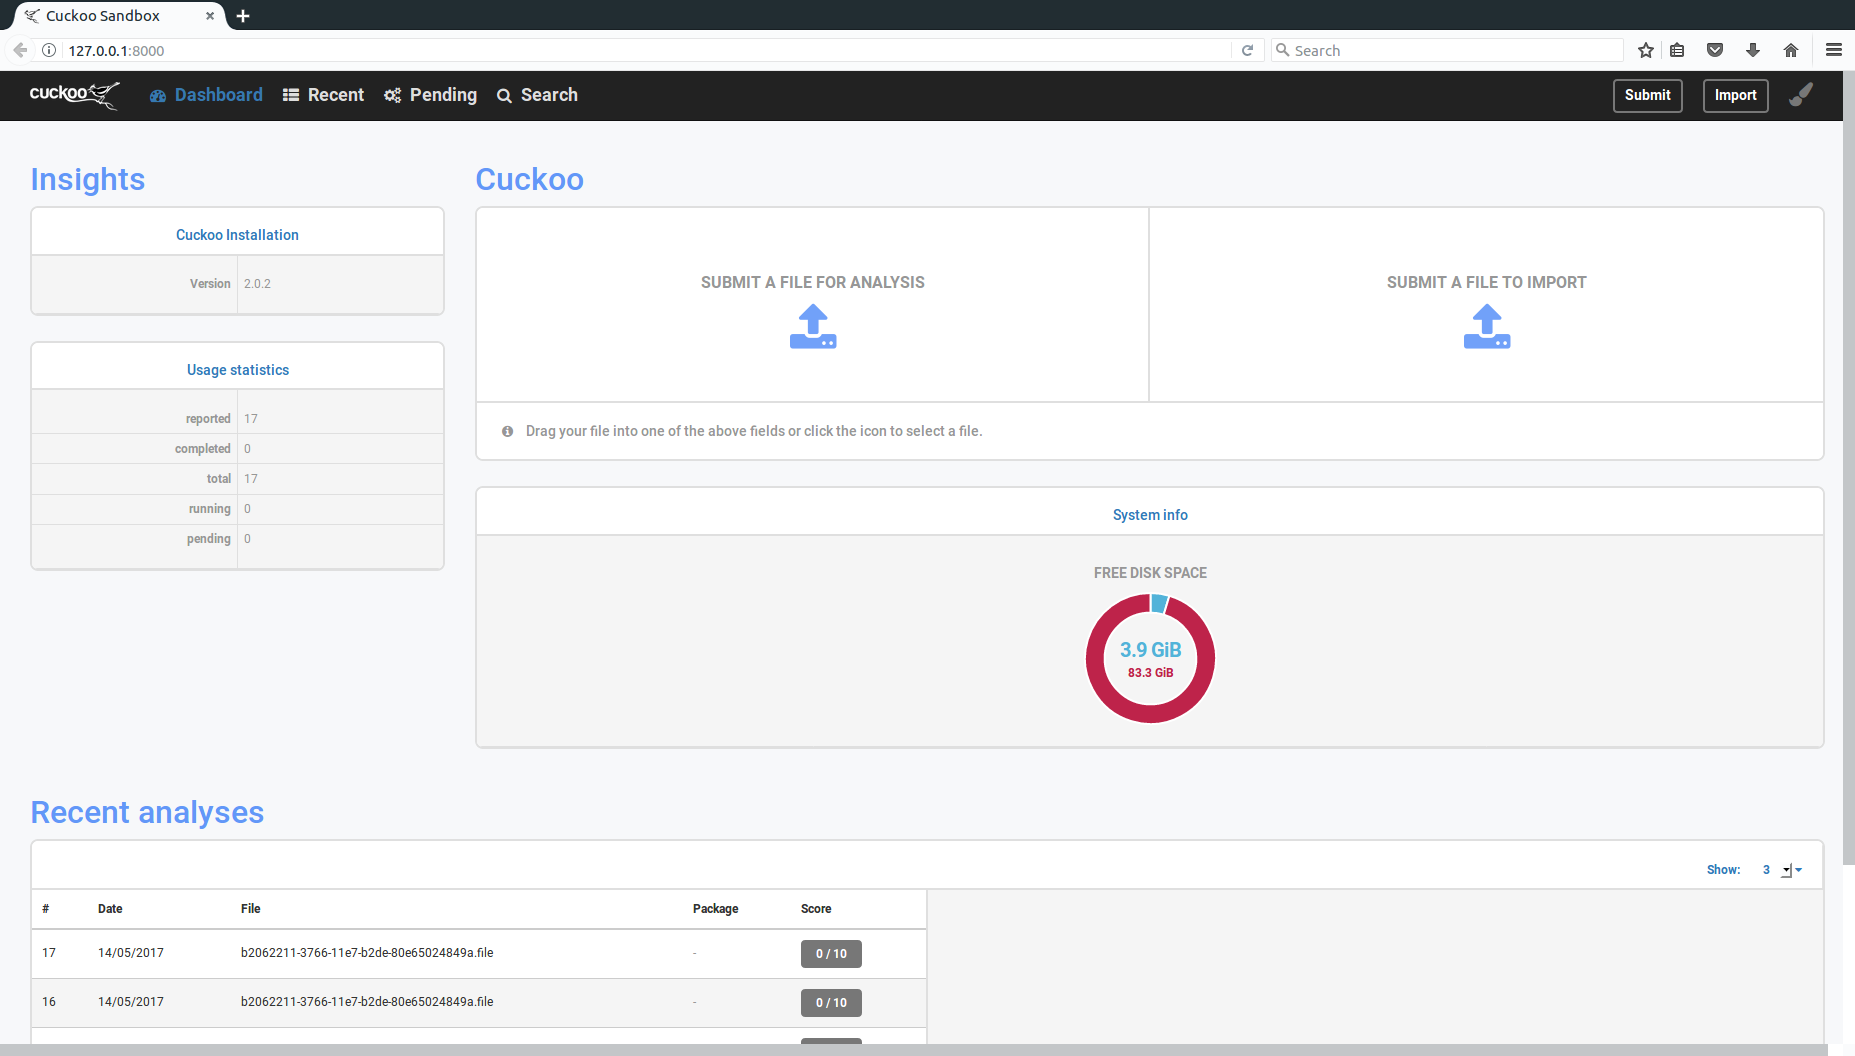 Cuckoo Sandbox
127.0.0.1:8000
Search
cuckoo
Dashboard Recent Pending Search
Submit Import
Insights
Cuckoo Installation
Version 2.0.2
Usage statistics
reported 17
completed 0
total 17
running 0
pending 0
Cuckoo
SUBMIT A FILE FOR ANALYSIS
SUBMIT A FILE TO IMPORT
Drag your file into one of the above fields or click the icon to select a file.
System info
FREE DISK SPACE
3.9 GiB
83.3 GiB
Recent analyses
Show: 3
# Date File Package Score
17 14/05/2017 b2062211-3766-11e7-b2de-80e65024849a.file - 0 / 10
16 14/05/2017 b2062211-3766-11e7-b2de-80e65024849a.file - 0 / 10